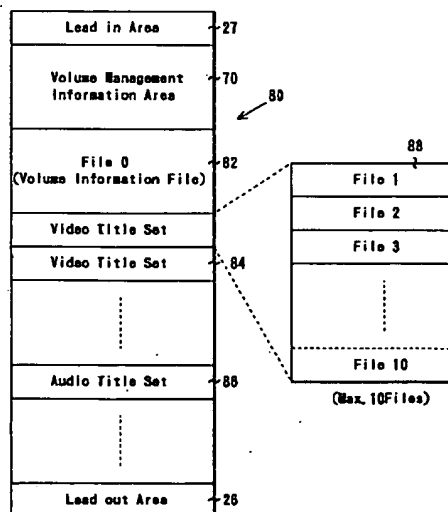 Lead in Area
27
Volume Management
Information Area
70
80
File 0
(Volume Information File)
82
88
File 1
Video Title Set
File 2
Video Title Set
84
File 3
File 10
Audio Title Set
86
(Max. 10Files)
Lead out Area
26